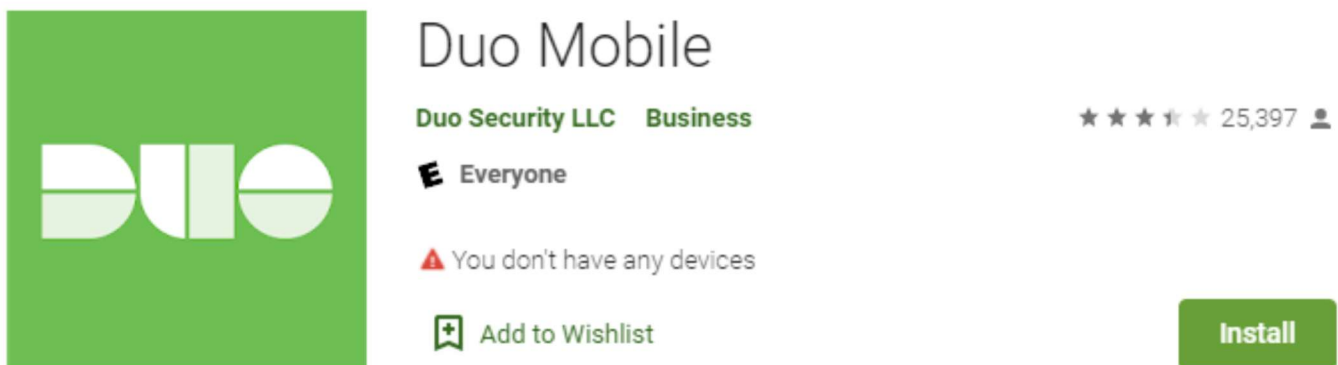 DUO
Duo Mobile
Duo Security LLC Business
25,397
E Everyone
You don't have any devices
Add to Wishlist
Install